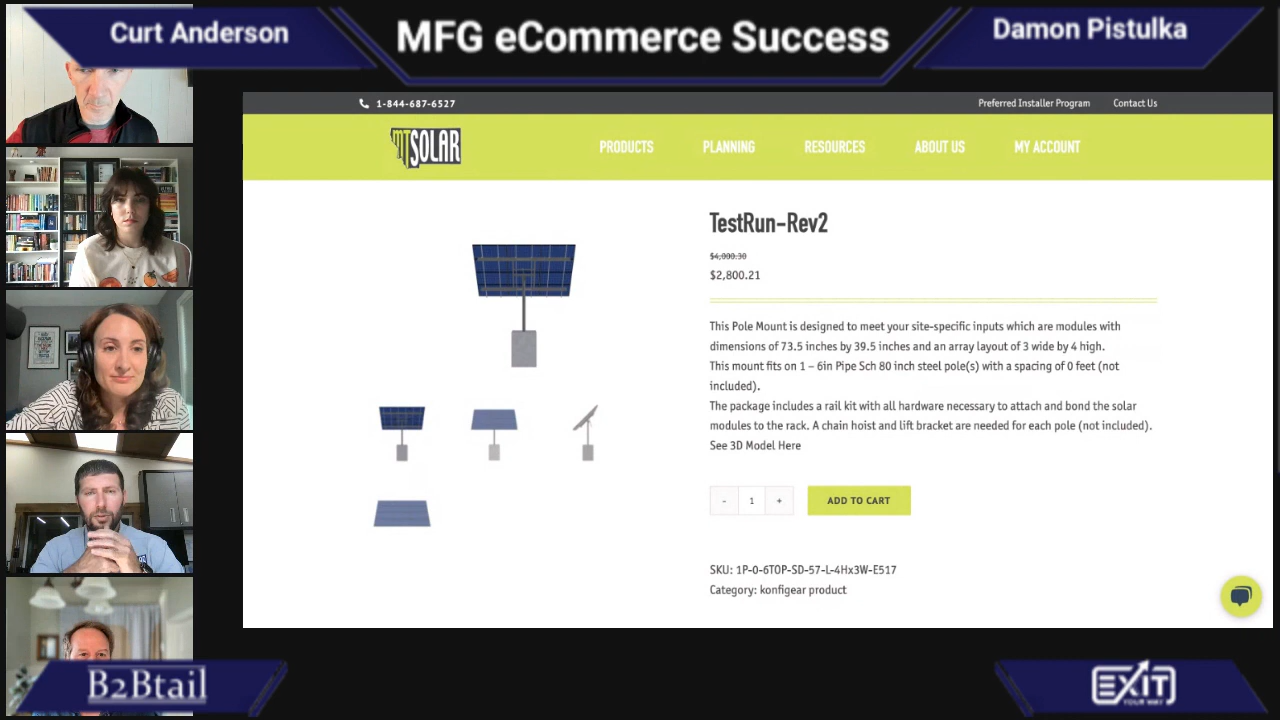 Curt Anderson
MFG eCommerce Success
Damon Pistulka
1-844-687-6527
Preferred Installer Program
Contact Us
MTSOLAR
PRODUCTS
PLANNING
RESOURCES
ABOUT US
MY ACCOUNT
TestRun-Rev2
$4,000.30
$2,800.21
This Pole Mount is designed to meet your site-specific inputs which are modules with
dimensions of 73.5 inches by 39.5 inches and an array layout of 3 wide by 4 high.
This mount fits on 1 – 6in Pipe Sch 80 inch steel pole(s) with a spacing of 0 feet (not
included).
The package includes a rail kit with all hardware necessary to attach and bond the solar
modules to the rack. A chain hoist and lift bracket are needed for each pole (not included).
See 3D Model Here
- 1 +
ADD TO CART
SKU: 1P-0-6TOP-SD-57-L-4Hx3W-E517
Category: konfigear product
B2Btail
EXIT
YOUR WAY